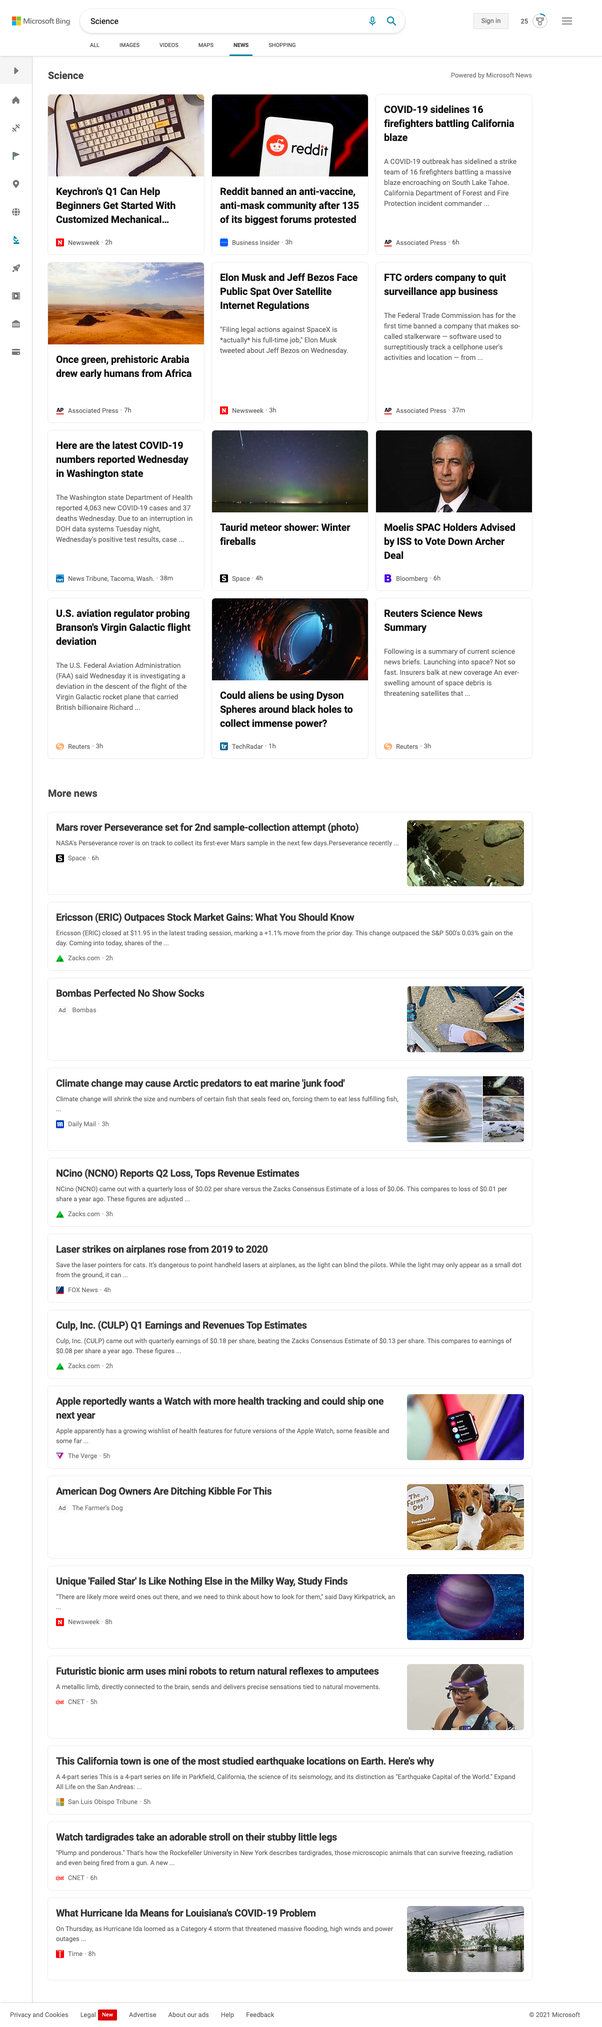 Microsoft Bing
Science
Sign in
25
ALL
IMAGES
VIDEOS
MAPS
NEWS
SHOPPING
Science
Powered by Microsoft News
Keychron's Q1 Can Help
Beginners Get Started With
Customized Mechanical...
Newsweek · 2h
reddit
Reddit banned an anti-vaccine,
anti-mask community after 135
of its biggest forums protested
Business Insider · 3h
COVID-19 sidelines 16
firefighters battling California
blaze
A COVID-19 outbreak has sidelined a strike
team of 16 firefighters battling a massive
blaze encroaching on South Lake Tahoe.
California Department of Forest and Fire
Protection incident commander ...
AP Associated Press · 6h
Once green, prehistoric Arabia
drew early humans from Africa
AP Associated Press · 7h
Elon Musk and Jeff Bezos Face
Public Spat Over Satellite
Internet Regulations
"Filing legal actions against SpaceX is
*actually* his full-time job," Elon Musk
tweeted about Jeff Bezos on Wednesday.
Newsweek · 3h
FTC orders company to quit
surveillance app business
The Federal Trade Commission has for the
first time banned a company that makes so-
called stalkerware — software used to
surreptitiously track a cellphone user's
activities and location — from ...
AP Associated Press · 37m
Here are the latest COVID-19
numbers reported Wednesday
in Washington state
The Washington state Department of Health
reported 4,063 new COVID-19 cases and 37
deaths Wednesday. Due to an interruption in
DOH data systems Tuesday night,
Wednesday's positive test results, case ...
News Tribune, Tacoma, Wash. · 38m
Taurid meteor shower: Winter
fireballs
S Space · 4h
Moelis SPAC Holders Advised
by ISS to Vote Down Archer
Deal
B Bloomberg · 6h
U.S. aviation regulator probing
Branson's Virgin Galactic flight
deviation
The U.S. Federal Aviation Administration
(FAA) said Wednesday it is investigating a
deviation in the descent of the flight of the
Virgin Galactic rocket plane that carried
British billionaire Richard ...
Reuters · 3h
Could aliens be using Dyson
Spheres around black holes to
collect immense power?
tr TechRadar · 1h
Reuters Science News
Summary
Following is a summary of current science
news briefs. Launching into space? Not so
fast. Insurers balk at new coverage An ever-
swelling amount of space debris is
threatening satellites that ...
Reuters · 3h
More news
Mars rover Perseverance set for 2nd sample-collection attempt (photo)
NASA's Perseverance rover is on track to collect its first-ever Mars sample in the next few days.Perseverance recently ...
S Space · 6h
Ericsson (ERIC) Outpaces Stock Market Gains: What You Should Know
Ericsson (ERIC) closed at $11.95 in the latest trading session, marking a +1.1% move from the prior day. This change outpaced the S&P 500's 0.03% gain on the
day. Coming into today, shares of the ...
Zacks.com · 2h
Bombas Perfected No Show Socks
Ad Bombas
Climate change may cause Arctic predators to eat marine 'junk food'
Climate change will shrink the size and numbers of certain fish that seals feed on, forcing them to eat less fulfilling fish,
...
Daily Mail · 3h
NCino (NCNO) Reports Q2 Loss, Tops Revenue Estimates
NCino (NCNO) came out with a quarterly loss of $0.02 per share versus the Zacks Consensus Estimate of a loss of $0.06. This compares to loss of $0.01 per
share a year ago. These figures are adjusted ...
Zacks.com · 3h
Laser strikes on airplanes rose from 2019 to 2020
Save the laser pointers for cats. It's dangerous to point handheld lasers at airplanes, as the light can blind the pilots. While the light may only appear as a small dot
from the ground, it can ...
FOX News · 4h
Culp, Inc. (CULP) Q1 Earnings and Revenues Top Estimates
Culp, Inc. (CULP) came out with quarterly earnings of $0.18 per share, beating the Zacks Consensus Estimate of $0.13 per share. This compares to earnings of
$0.08 per share a year ago. These figures ...
Zacks.com · 2h
Apple reportedly wants a Watch with more health tracking and could ship one
next year
Apple apparently has a growing wishlist of health features for future versions of the Apple Watch, some feasible and
some far ...
The Verge · 5h
American Dog Owners Are Ditching Kibble For This
Ad The Farmer's Dog
The
Farmer's
Dog
Unique 'Failed Star' Is Like Nothing Else in the Milky Way, Study Finds
"There are likely more weird ones out there, and we need to think about how to look for them," said Davy Kirkpatrick, an
...
Newsweek · 8h
Futuristic bionic arm uses mini robots to return natural reflexes to amputees
A metallic limb, directly connected to the brain, sends and delivers precise sensations tied to natural movements.
cnet CNET · 5h
This California town is one of the most studied earthquake locations on Earth. Here's why
A 4-part series This is a 4-part series on life in Parkfield, California, the science of its seismology, and its distinction as "Earthquake Capital of the World." Expand
All Life on the San Andreas: ...
San Luis Obispo Tribune · 5h
Watch tardigrades take an adorable stroll on their stubby little legs
"Plump and ponderous." That's how the Rockefeller University in New York describes tardigrades, those microscopic animals that can survive freezing, radiation
and even being fired from a gun. A new ...
cnet CNET · 6h
What Hurricane Ida Means for Louisiana's COVID-19 Problem
On Thursday, as Hurricane Ida loomed as a Category 4 storm that threatened massive flooding, high winds and power
outages ...
Time · 8h
Privacy and Cookies
Legal New
Advertise
About our ads
Help
Feedback
© 2021 Microsoft